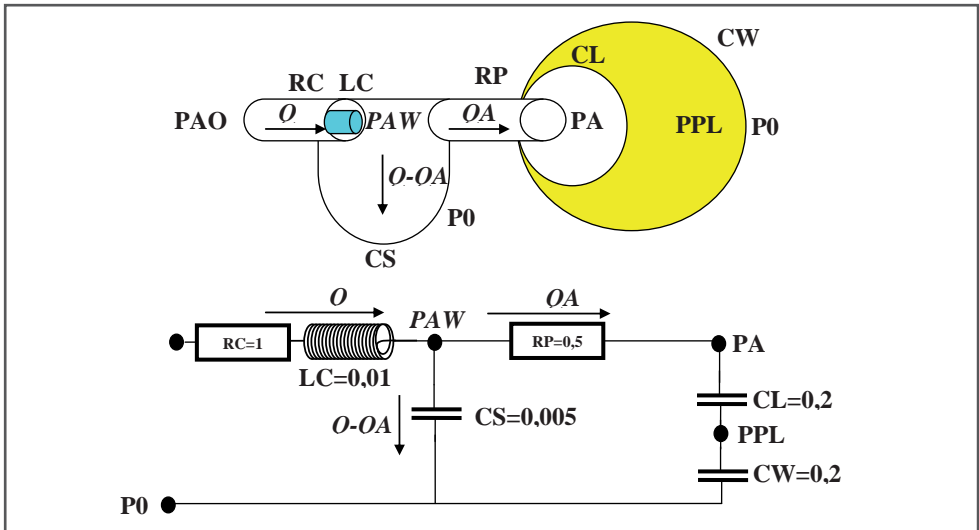 CW
CL
RC LC
RP
PAO
O
PAW
OA
PA
PPL
P0
O-OA
P0
CS
O
PAW
OA
RC=1
RP=0,5
PA
LC=0,01
CL=0,2
O-OA
CS=0,005
PPL
CW=0,2
P0